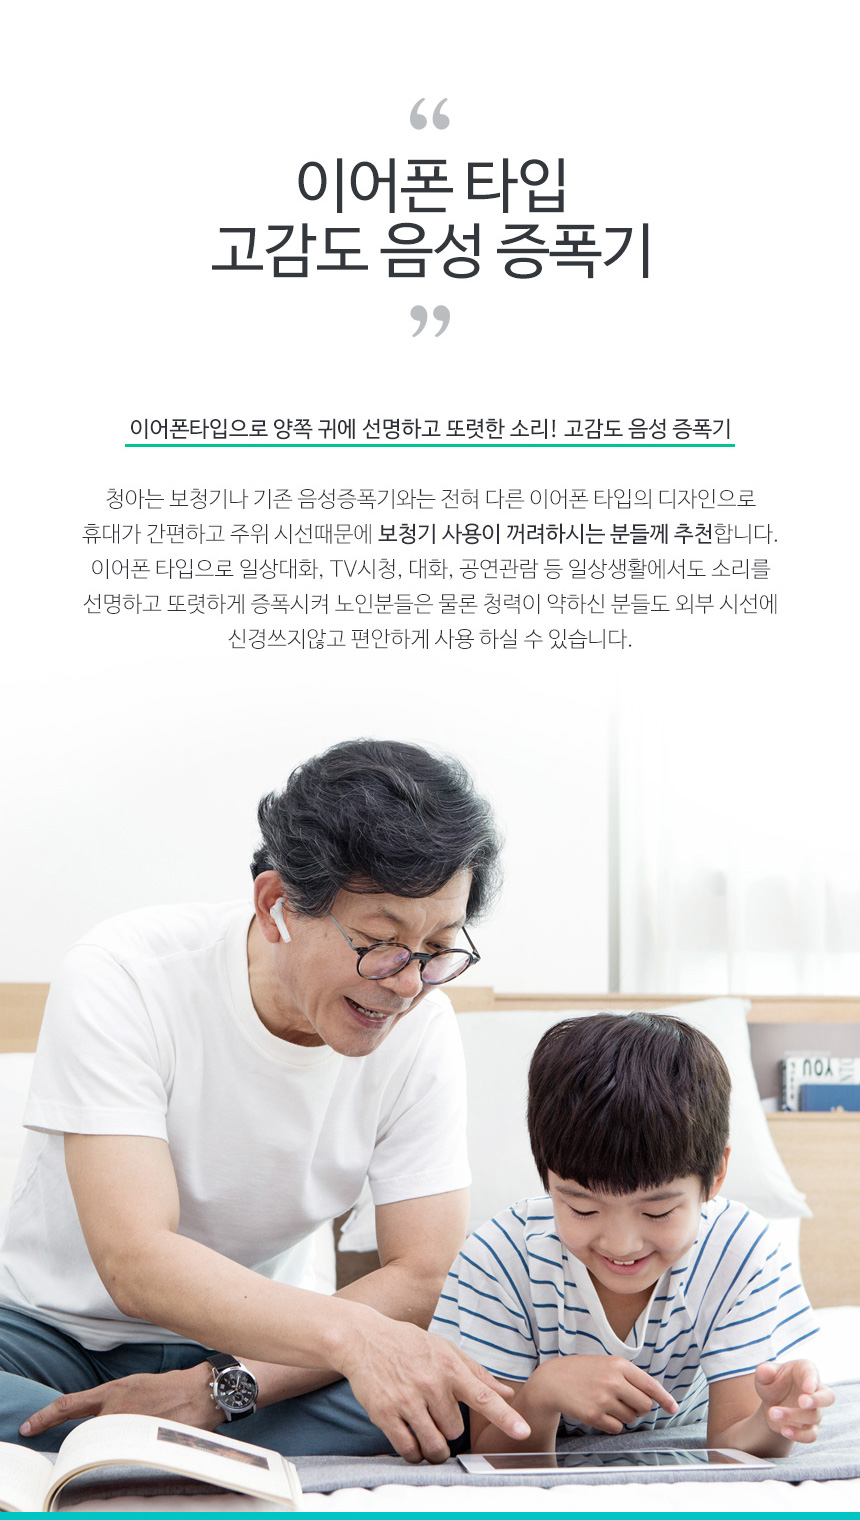 “
이어폰 타입
고감도 음성 증폭기
”
이어폰타입으로 양쪽 귀에 선명하고 또렷한 소리! 고감도 음성 증폭기
청아는 보청기나 기존 음성증폭기와는 전혀 다른 이어폰 타입의 디자인으로
휴대가 간편하고 주위 시선때문에 보청기 사용이 꺼려하시는 분들께 추천합니다.
이어폰 타입으로 일상대화, TV시청, 대화, 공연관람 등 일상생활에서도 소리를
선명하고 또렷하게 증폭시켜 노인분들은 물론 청력이 약하신 분들도 외부 시선에
신경쓰지않고 편안하게 사용 하실 수 있습니다.
YOU